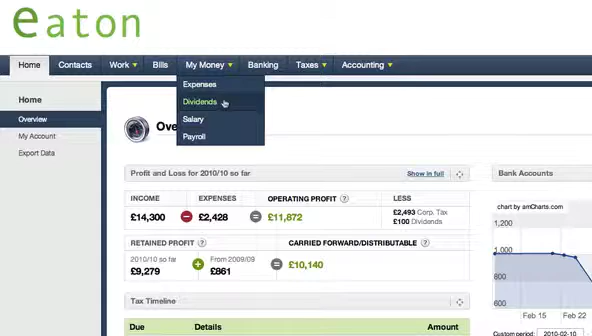 eaton
Home Contacts Work Bills My Money Banking Taxes Accounting
Expenses
Dividends
Salary
Payroll
Home
Overview
My Account
Export Data
Profit and Loss for 2010/10 so far Show in full
INCOME EXPENSES OPERATING PROFIT ? LESS
£14,300 £2,428 £11,872 £2,493 Corp. Tax
£100 Dividends
RETAINED PROFIT ? CARRIED FORWARD/DISTRIBUTABLE ?
2010/10 so far From 2009/09
£9,279 £861 £10,140
Tax Timeline
Due Details Amount
Bank Accounts
chart by amCharts.com
1,200
1,000
800
600
Feb 15 Feb 22
Custom period: 2010-02-10